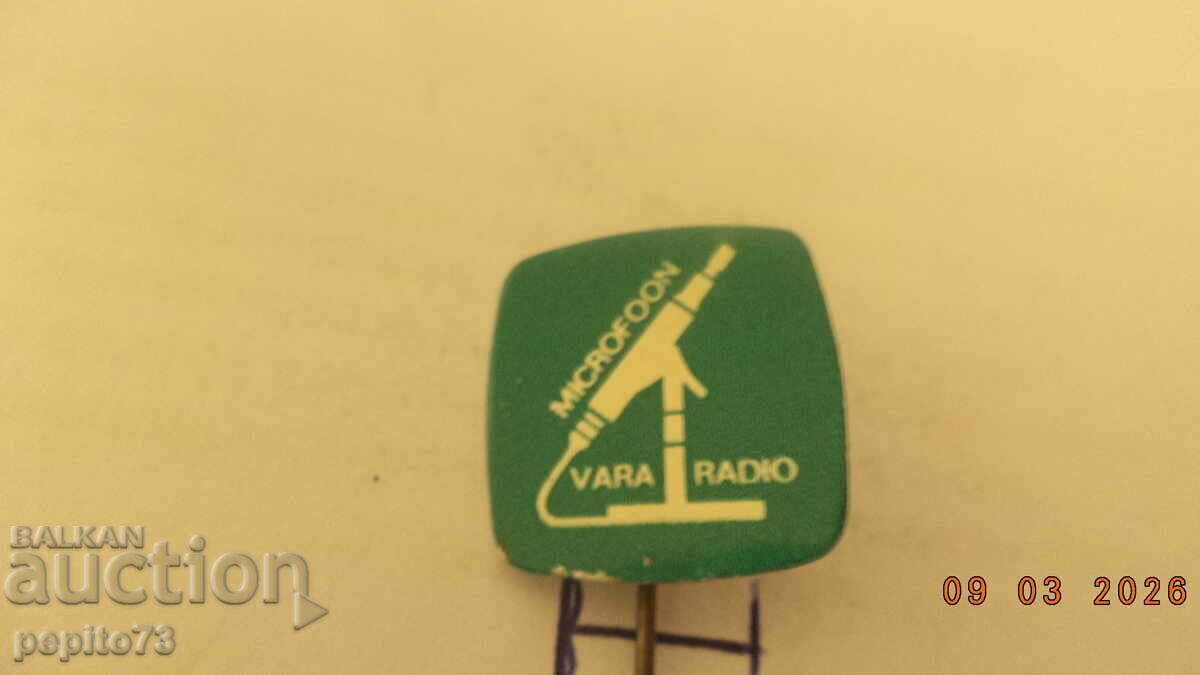 MICROFOON
VARA RADIO
BALKAN
auction
pepito73
09 03 2026